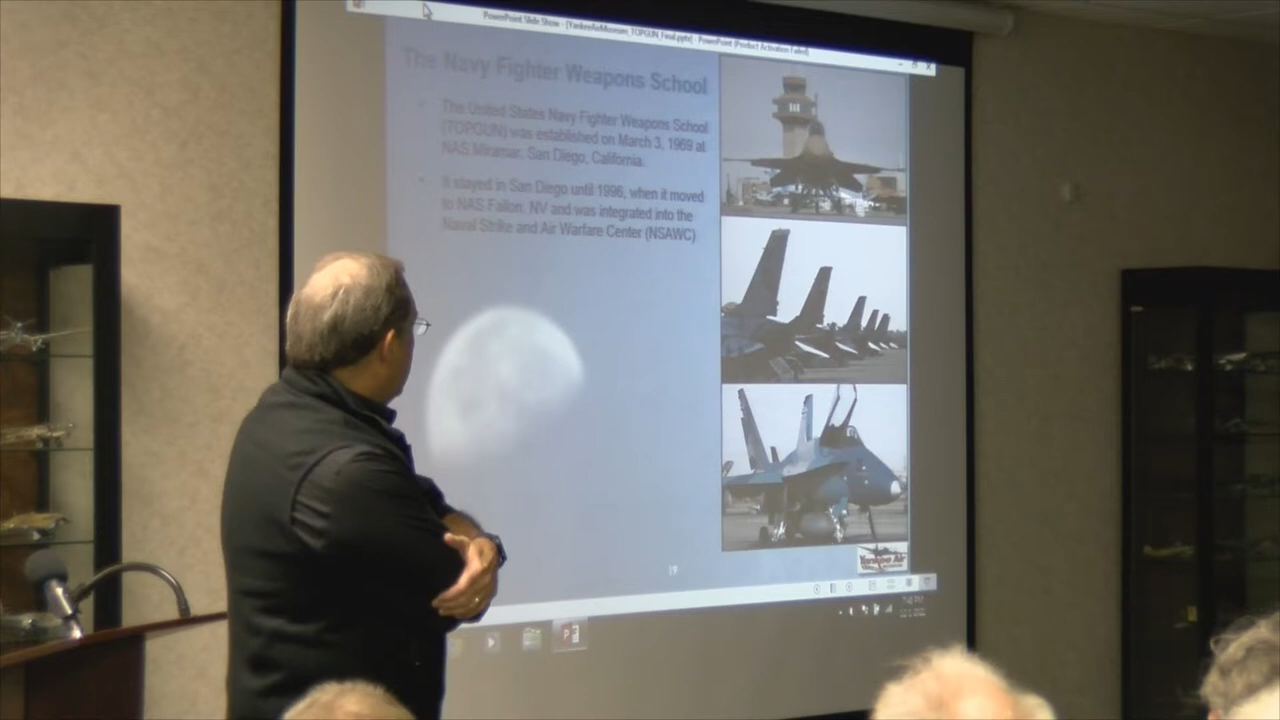 PowerPoint Slide Show - [YankeeAirMuseum_TOPGUN_Final.pptx] - PowerPoint (Product Activation Failed)
The Navy Fighter Weapons School
• The United States Navy Fighter Weapons School
(TOPGUN) was established on March 3, 1969 at
NAS Miramar, San Diego, California.
• It stayed in San Diego until 1996, when it moved
to NAS Fallon, NV and was integrated into the
Naval Strike and Air Warfare Center (NSAWC)
Yankee Air
19